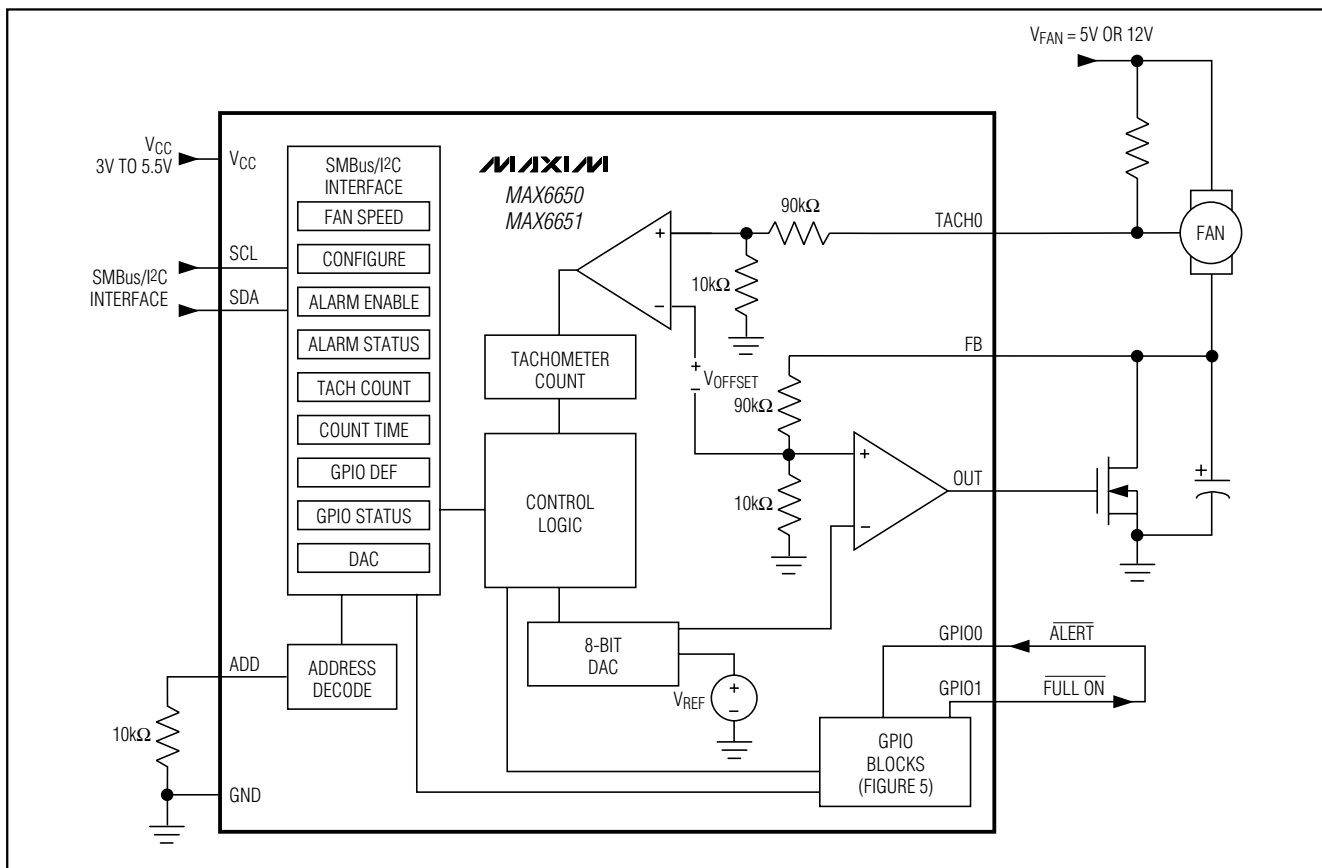 V_FAN = 5V OR 12V
V_CC
3V TO 5.5V
V_CC
SMBus/I²C
INTERFACE
FAN SPEED
CONFIGURE
ALARM ENABLE
ALARM STATUS
TACH COUNT
COUNT TIME
GPIO DEF
GPIO STATUS
DAC
MAXIM
MAX6650
MAX6651
SCL
SMBus/I²C
INTERFACE
SDA
90kΩ
TACH0
FAN
+
−
10kΩ
TACHOMETER
COUNT
+
V_OFFSET
−
FB
90kΩ
10kΩ
+
−
OUT
+
CONTROL
LOGIC
8-BIT
DAC
V_REF
+
−
ADD
ADDRESS
DECODE
10kΩ
GND
GPIO0
ALERT
GPIO1
FULL ON
GPIO
BLOCKS
(FIGURE 5)